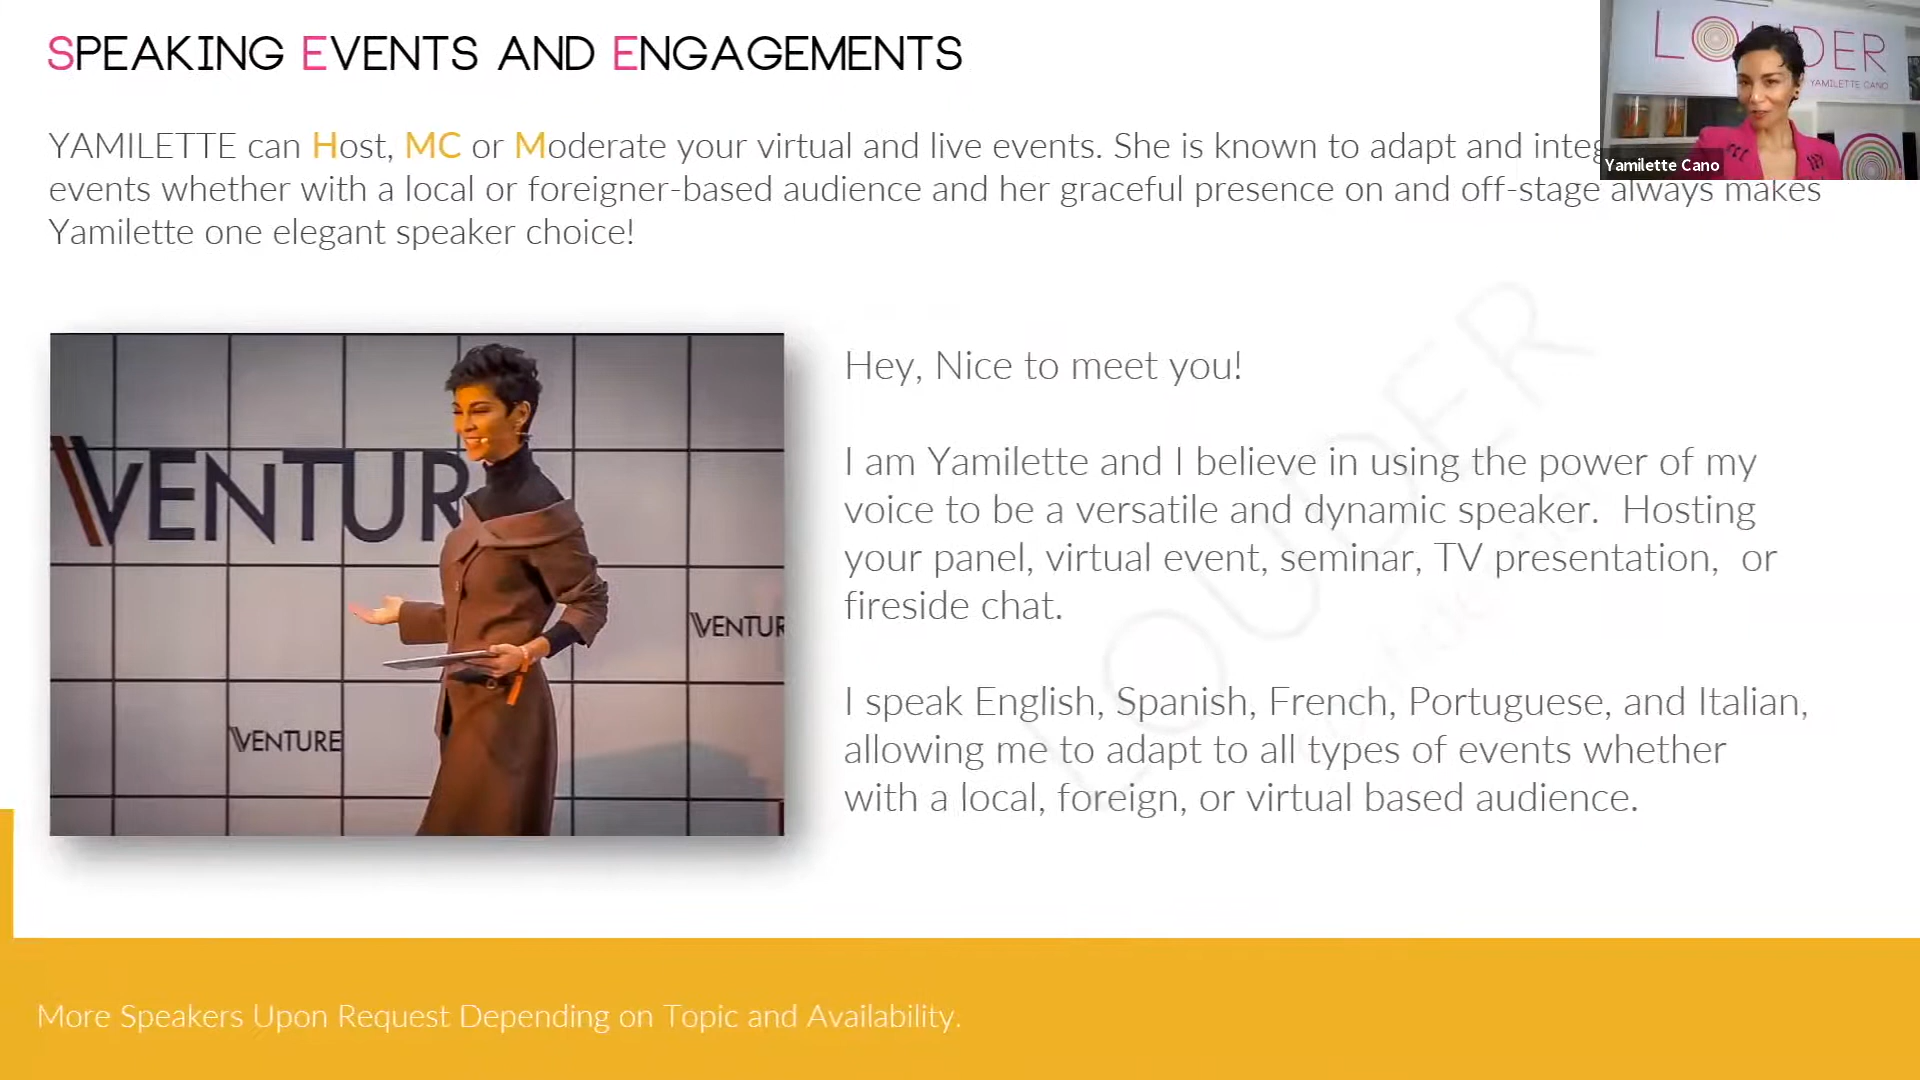 SPEAKING EVENTS AND ENGAGEMENTS
LOUDER
YAMILETTE CANO
Yamilette Cano
YAMILETTE can Host, MC or Moderate your virtual and live events. She is known to adapt and
events whether with a local or foreigner-based audience and her graceful presence on and off-stage always makes
Yamilette one elegant speaker choice!
VENTUR
VENTUR
VENTURE
Hey, Nice to meet you!
I am Yamilette and I believe in using the power of my
voice to be a versatile and dynamic speaker.  Hosting
your panel, virtual event, seminar, TV presentation,  or
fireside chat.
I speak English, Spanish, French, Portuguese, and Italian,
allowing me to adapt to all types of events whether
with a local, foreign, or virtual based audience.
LOUDER
More Speakers Upon Request Depending on Topic and Availability.